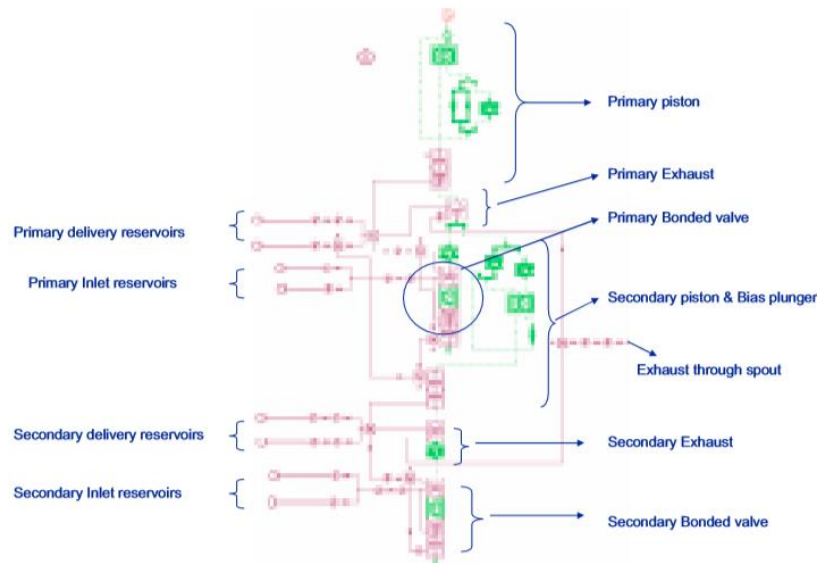 Primary piston
Primary Exhaust
Primary Bonded valve
Primary delivery reservoirs
Primary Inlet reservoirs
Secondary piston & Bias plunger
Exhaust through spout
Secondary delivery reservoirs
Secondary Exhaust
Secondary Inlet reservoirs
Secondary Bonded valve